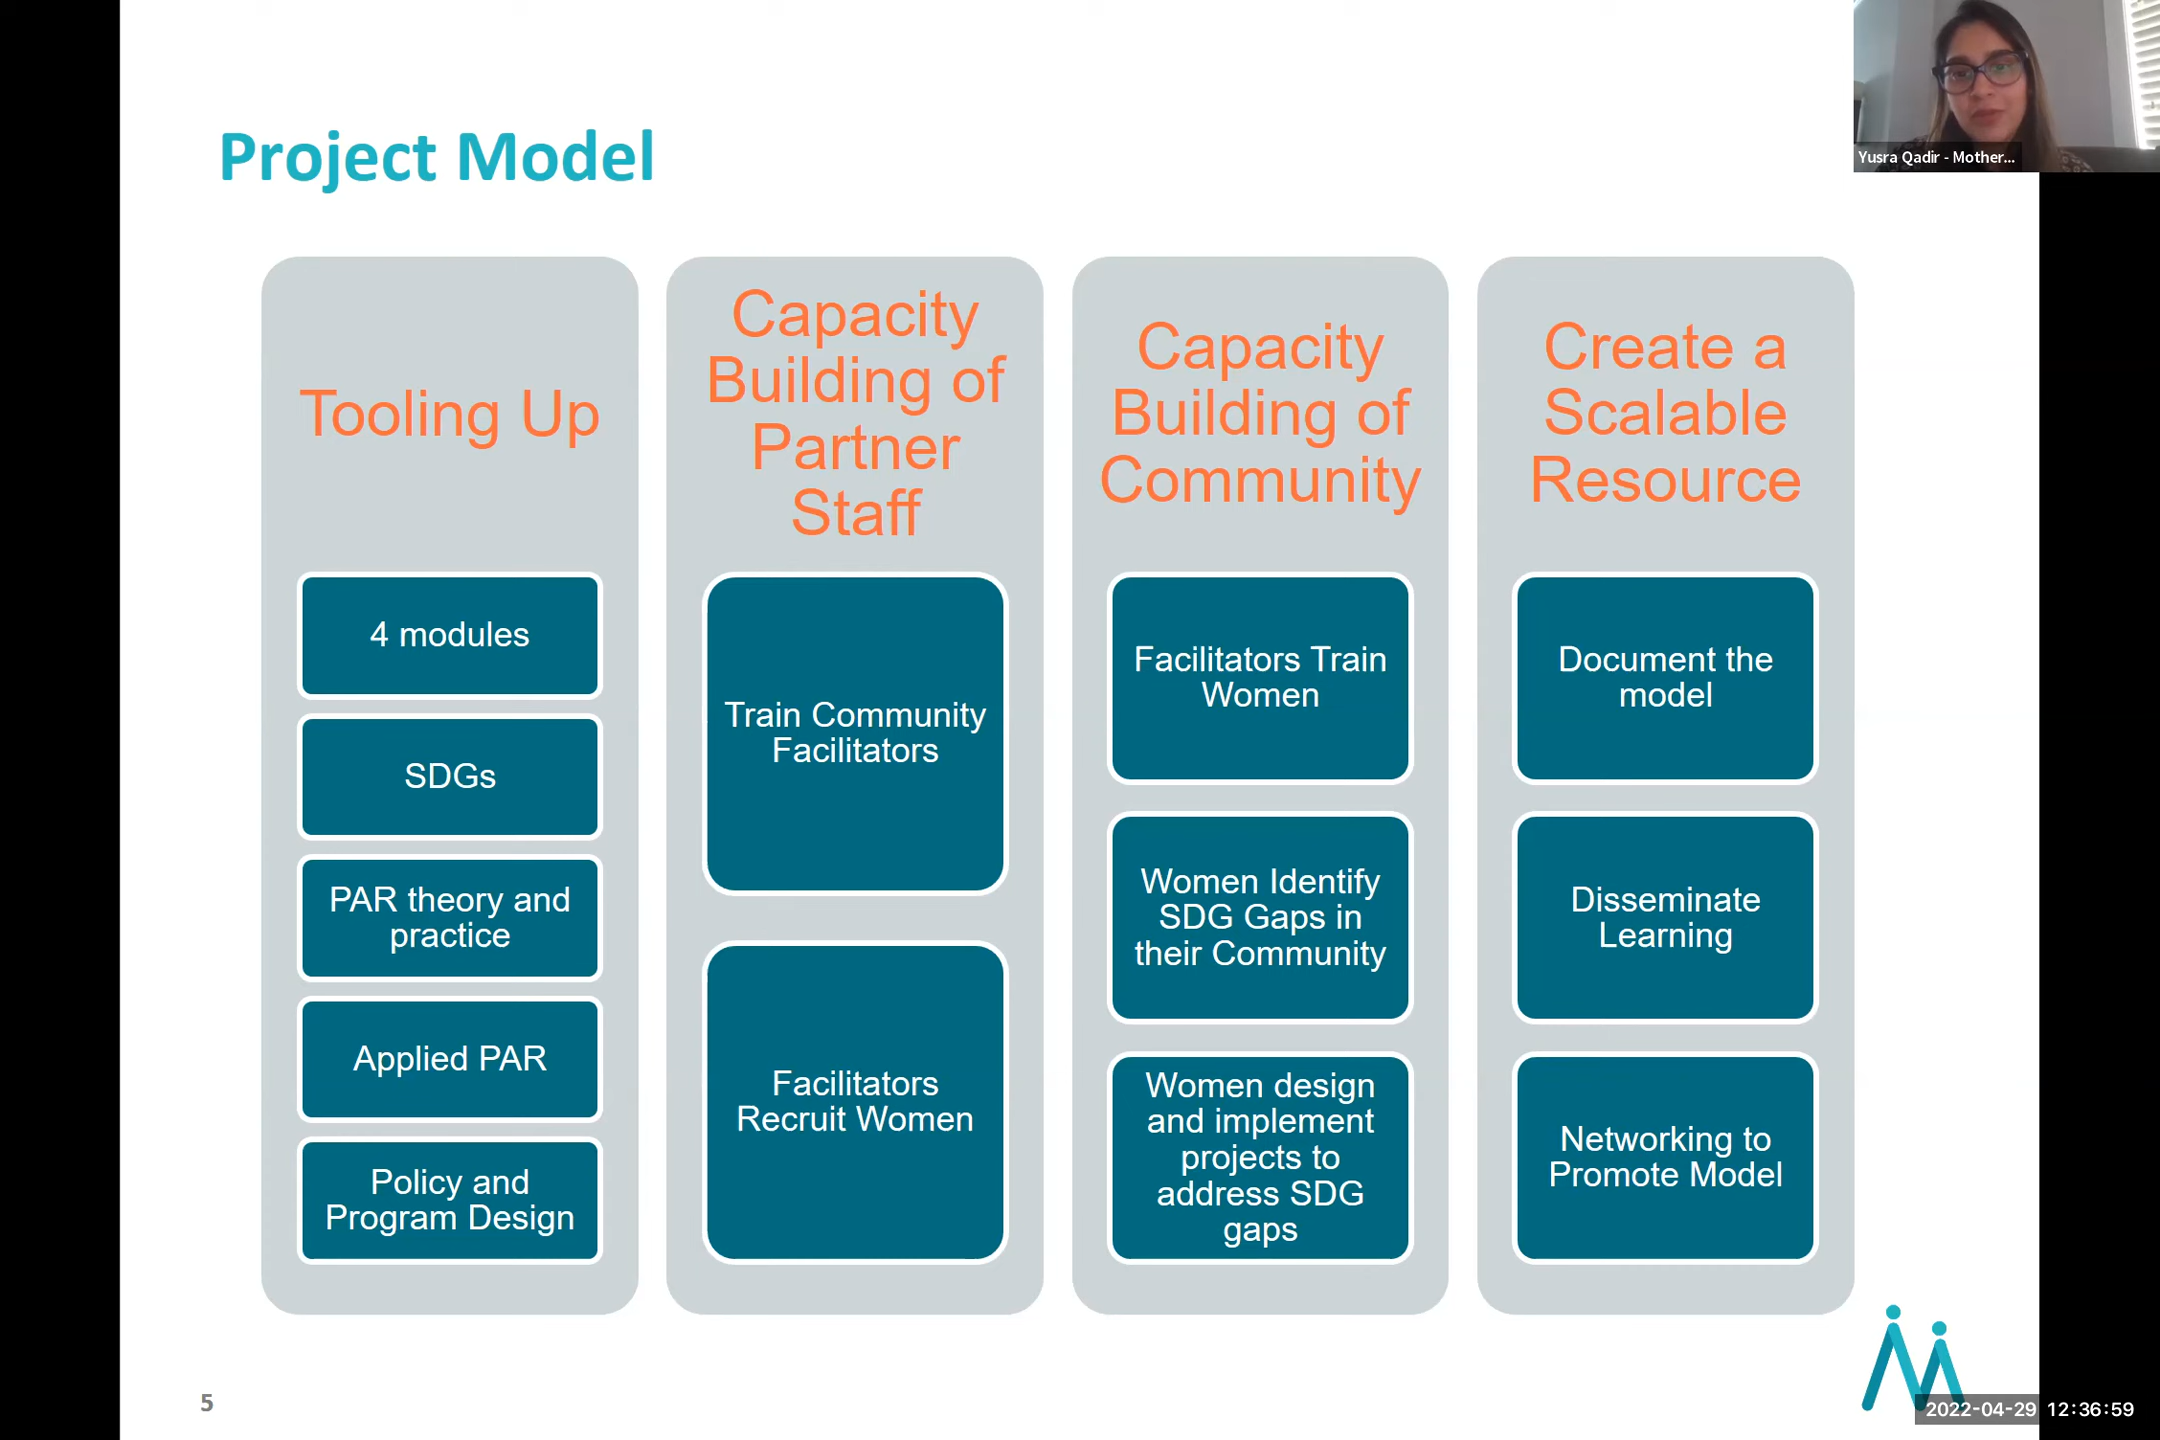 Project Model
Yusra Qadir - Mother...
Tooling Up
4 modules
SDGs
PAR theory and
practice
Applied PAR
Policy and
Program Design
Capacity
Building of
Partner
Staff
Train Community
Facilitators
Facilitators
Recruit Women
Capacity
Building of
Community
Facilitators Train
Women
Women Identify
SDG Gaps in
their Community
Women design
and implement
projects to
address SDG
gaps
Create a
Scalable
Resource
Document the
model
Disseminate
Learning
Networking to
Promote Model
5
2022-04-29 12:36:59